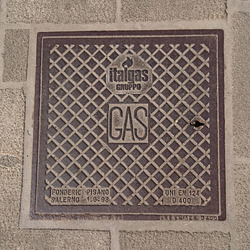 italgas
GRUPPO
GAS
FONDERIE PISANO UNI EN 124
SALERNO D 400